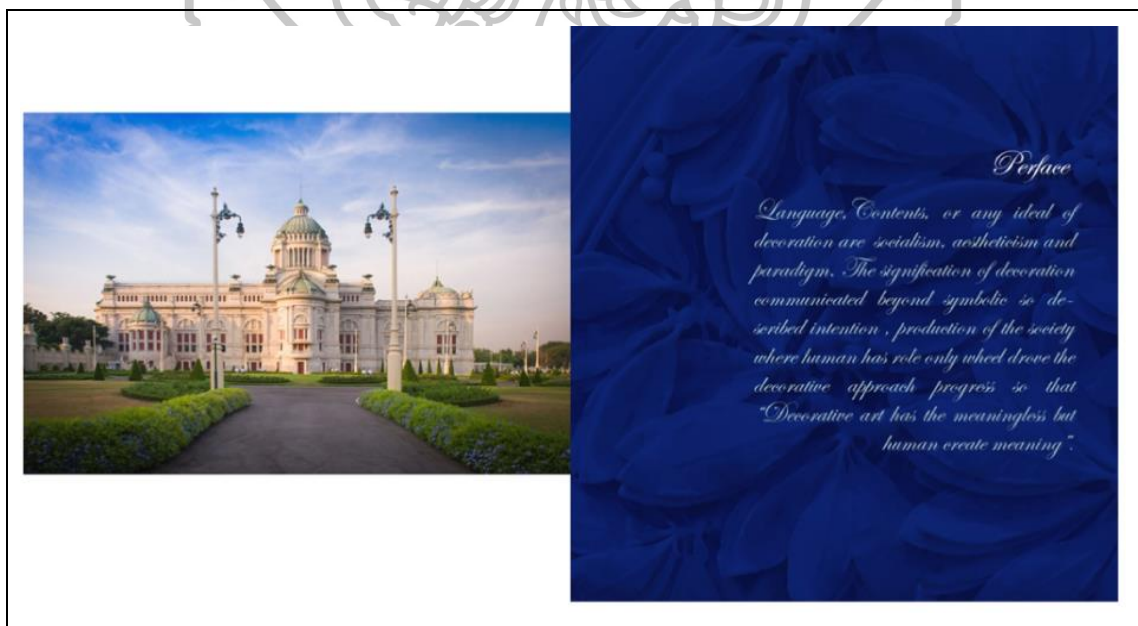 Perface
Language, Contents, or any ideal of
decoration are socialism, aestheticism and
paradigm. The signification of decoration
communicated beyond symbolic so de-
scribed intention , production of the society
where human has role only wheel drove the
decorative approach progress so that
"Decorative art has the meaningless but
human create meaning".